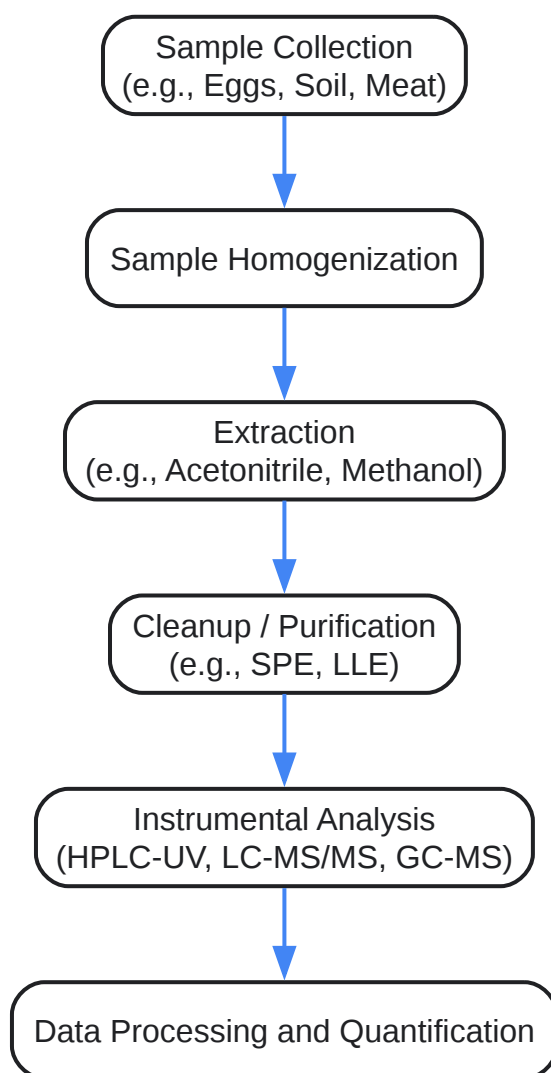 Sample Collection
(e.g., Eggs, Soil, Meat)
Sample Homogenization
Extraction
(e.g., Acetonitrile, Methanol)
Cleanup / Purification
(e.g., SPE, LLE)
Instrumental Analysis
(HPLC-UV, LC-MS/MS, GC-MS)
Data Processing and Quantification